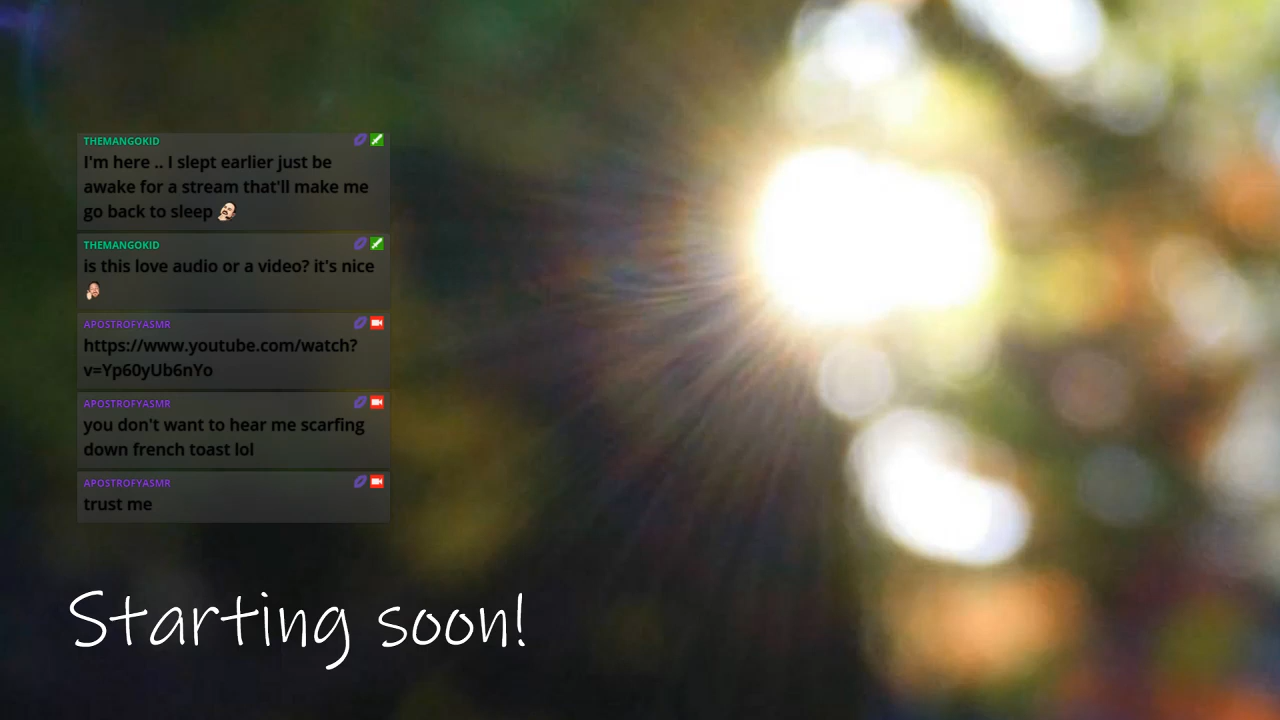 THEMANGOKID
I'm here .. I slept earlier just be
awake for a stream that'll make me
go back to sleep
THEMANGOKID
is this love audio or a video? it's nice
APOSTROFYASMR
https://www.youtube.com/watch?
v=Yp60yUb6nYo
APOSTROFYASMR
you don't want to hear me scarfing
down french toast lol
APOSTROFYASMR
trust me
Starting soon!